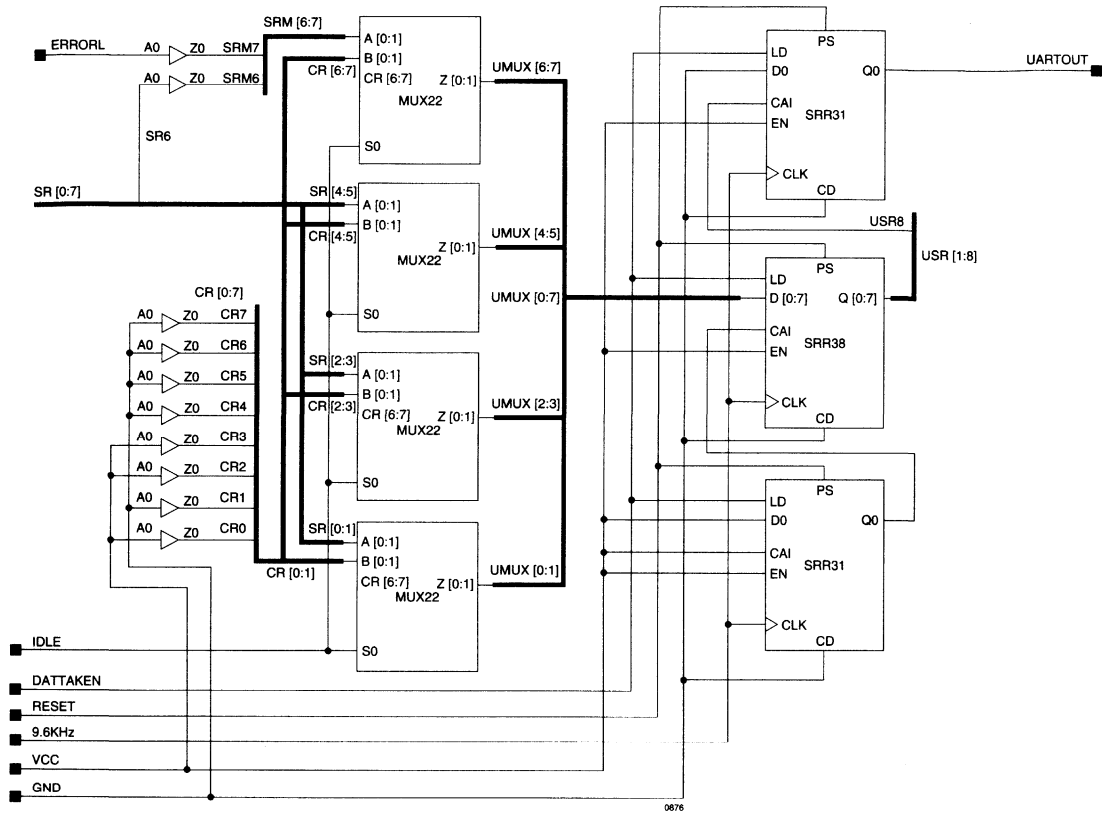 ERRORL
A0 Z0 SRM7
A0 Z0 SRM6
SRM [6:7]
SR6
SR [0:7]
CR [6:7]
A [0:1]
B [0:1]
CR [6:7]
Z [0:1]
MUX22
S0
UMUX [6:7]
SR [4:5]
CR [4:5]
A [0:1]
B [0:1]
Z [0:1]
MUX22
S0
UMUX [4:5]
UMUX [0:7]
CR [0:7]
A0 Z0 CR7
A0 Z0 CR6
A0 Z0 CR5
A0 Z0 CR4
A0 Z0 CR3
A0 Z0 CR2
A0 Z0 CR1
A0 Z0 CR0
SR [2:3]
CR [2:3]
A [0:1]
B [0:1]
CR [6:7]
Z [0:1]
MUX22
S0
UMUX [2:3]
SR [0:1]
CR [0:1]
A [0:1]
B [0:1]
CR [6:7]
Z [0:1]
MUX22
S0
UMUX [0:1]
PS
LD
D0
Q0
CAI
SRR31
EN
CLK
CD
UARTOUT
USR8
USR [1:8]
PS
LD
D [0:7]
Q [0:7]
CAI
SRR38
EN
CLK
CD
PS
LD
D0
Q0
CAI
SRR31
EN
CLK
CD
IDLE
DATTAKEN
RESET
9.6KHz
VCC
GND
0876